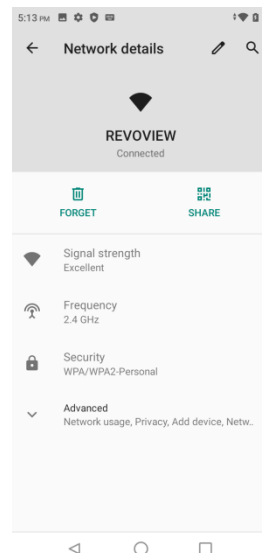 5:13 PM
Network details
REVOVIEW
Connected
FORGET
SHARE
Signal strength
Excellent
Frequency
2.4 GHz
Security
WPA/WPA2-Personal
Advanced
Network usage, Privacy, Add device, Netw..